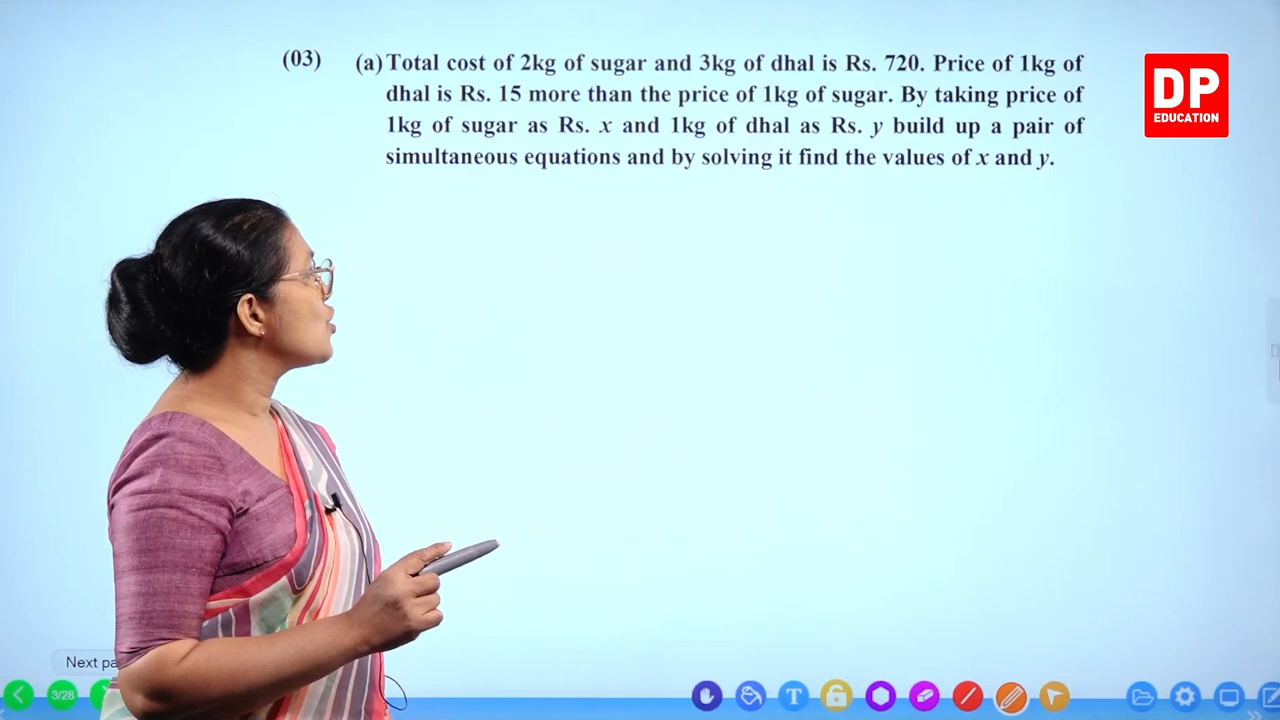 (03) (a) Total cost of 2kg of sugar and 3kg of dhal is Rs. 720. Price of 1kg of
dhal is Rs. 15 more than the price of 1kg of sugar. By taking price of
1kg of sugar as Rs. x and 1kg of dhal as Rs. y build up a pair of
simultaneous equations and by solving it find the values of x and y.
DP
EDUCATION
Next pa
3/28
T